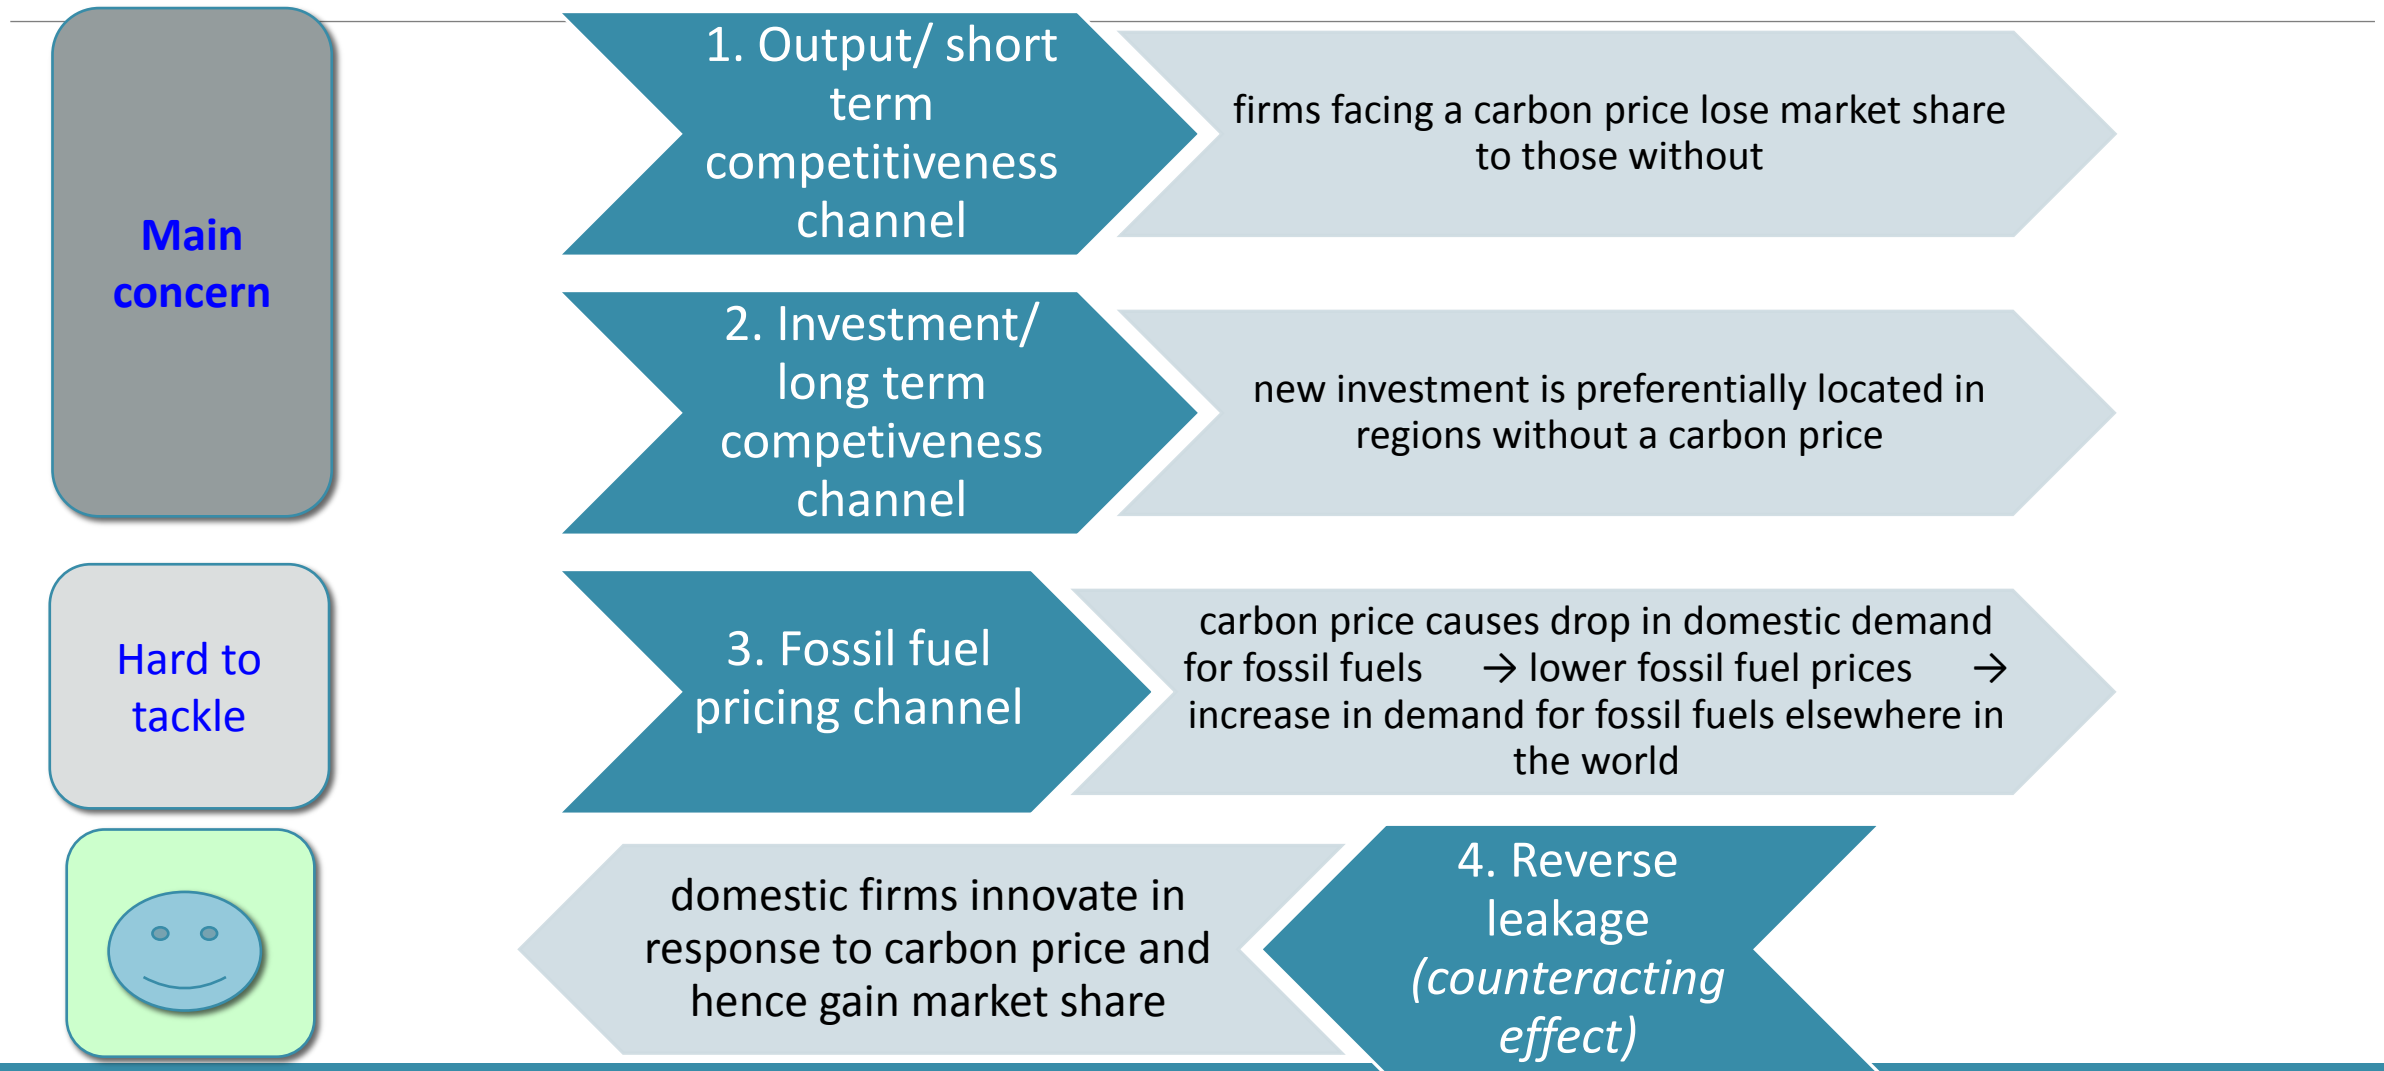 Main
concern
1. Output/ short
term
competitiveness
channel
firms facing a carbon price lose market share
to those without
2. Investment/
long term
competiveness
channel
new investment is preferentially located in
regions without a carbon price
Hard to
tackle
3. Fossil fuel
pricing channel
carbon price causes drop in domestic demand
for fossil fuels → lower fossil fuel prices →
increase in demand for fossil fuels elsewhere in
the world
domestic firms innovate in
response to carbon price and
hence gain market share
4. Reverse
leakage
(counteracting
effect)